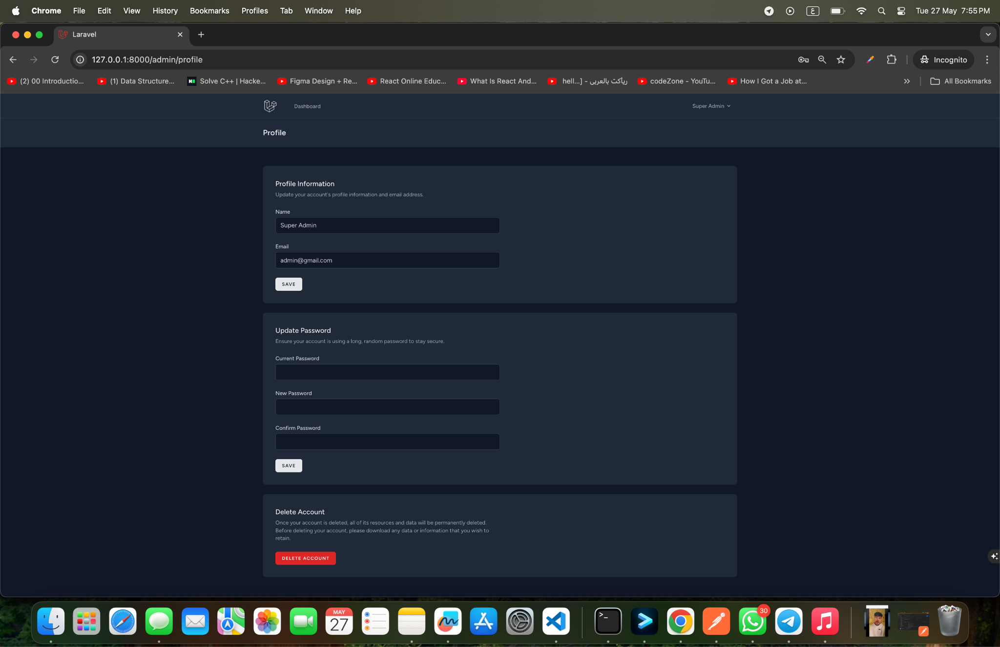 Chrome File Edit View History Bookmarks Profiles Tab Window Help ع Tue 27 May 7:55 PM
Laravel
127.0.0.1:8000/admin/profile Incognito
(2) 00 Introductio... (1) Data Structure... Solve C++ | Hacke... Figma Design + Re... React Online Educ... What Is React And... hell...] - رياكت بالعربى codeZone - YouTu... How I Got a Job at... All Bookmarks
Dashboard Super Admin
Profile
Profile Information
Update your account's profile information and email address.
Name
Super Admin
Email
admin@gmail.com
SAVE
Update Password
Ensure your account is using a long, random password to stay secure.
Current Password
New Password
Confirm Password
SAVE
Delete Account
Once your account is deleted, all of its resources and data will be permanently deleted.
Before deleting your account, please download any data or information that you wish to
retain.
DELETE ACCOUNT
MAY
27
30